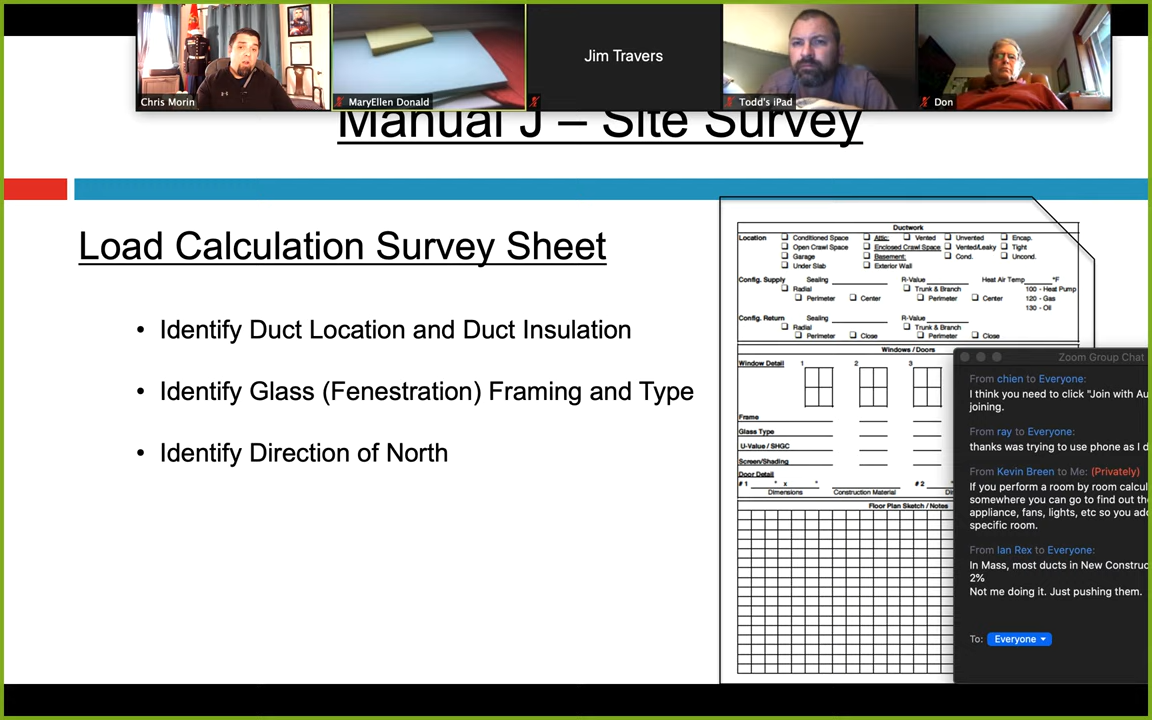 Jim Travers
Chris Morin
MaryEllen Donald
Todd's iPad
Don
Manual J – Site Survey
Load Calculation Survey Sheet
• Identify Duct Location and Duct Insulation
• Identify Glass (Fenestration) Framing and Type
• Identify Direction of North
Ductwork
Location Conditioned Space Attic: Vented Unvented Encap.
Open Crawl Space Enclosed Crawl Space Vented/Leaky Tight
Garage Basement: Cond. Uncond.
Under Slab Exterior Wall
Config. Supply Sealing R-Value Heat Air Temp °F
Radial Trunk & Branch 100 - Heat Pump
Perimeter Center Perimeter Center 120 - Gas
130 - Oil
Config. Return Sealing R-Value
Radial Trunk & Branch
Perimeter Close Perimeter Close
Windows / Doors
Window Detail 1 2 3
Frame
Glass Type
U-Value / SHGC
Screen/Shading
Door Detail
# 1 " x " # 2
Dimensions Construction Material
Floor Plan Sketch / Notes
Zoom Group Chat
From chien to Everyone:
I think you need to click "Join with Au
joining.
From ray to Everyone:
thanks was trying to use phone as I d
From Kevin Breen to Me: (Privately)
If you perform a room by room calcul
somewhere you can go to find out the
appliance, fans, lights, etc so you add
specific room.
From Ian Rex to Everyone:
In Mass, most ducts in New Construc
2%
Not me doing it. Just pushing them.
To: Everyone